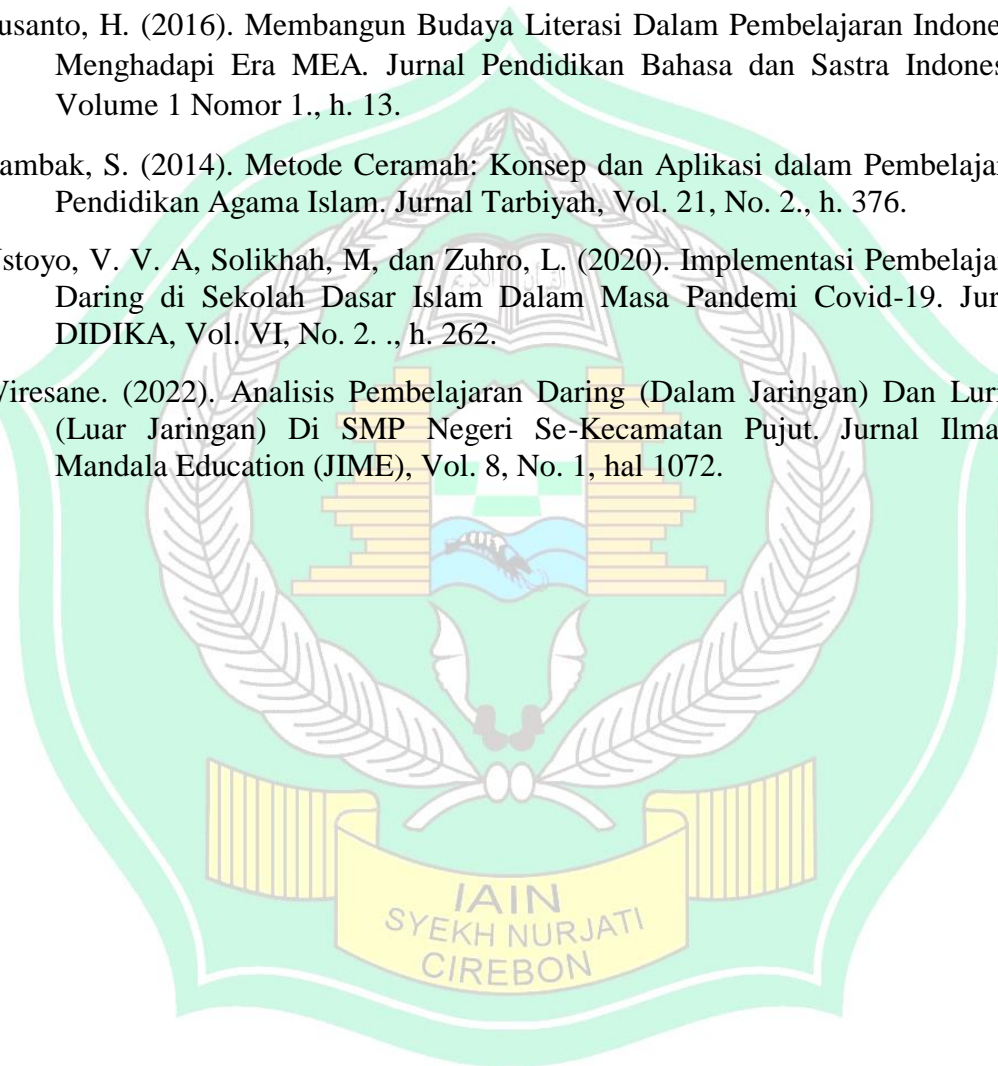 usanto, H. (2016). Membangun Budaya Literasi Dalam Pembelajaran Indone
Menghadapi Era MEA. Jurnal Pendidikan Bahasa dan Sastra Indones
Volume 1 Nomor 1., h. 13.
ambak, S. (2014). Metode Ceramah: Konsep dan Aplikasi dalam Pembelajar
Pendidikan Agama Islam. Jurnal Tarbiyah, Vol. 21, No. 2., h. 376.
stoyo, V. V. A, Solikhah, M, dan Zuhro, L. (2020). Implementasi Pembelajar
Daring di Sekolah Dasar Islam Dalam Masa Pandemi Covid-19. Jur
DIDIKA, Vol. VI, No. 2. ., h. 262.
iresane. (2022). Analisis Pembelajaran Daring (Dalam Jaringan) Dan Luri
(Luar Jaringan) Di SMP Negeri Se-Kecamatan Pujut. Jurnal Ilma
Mandala Education (JIME), Vol. 8, No. 1, hal 1072.
IAIN
SYEKH NURJATI
CIREBON